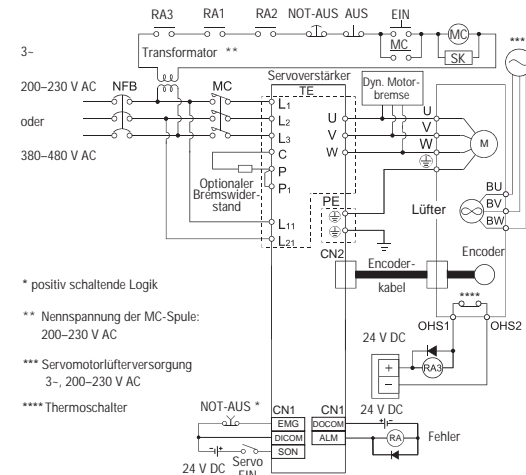 RA3 RA1 RA2 NOT-AUS AUS EIN
MC
MC
SK
***
3~
Transformator **
200–230 V AC
NFB
MC
oder
380–480 V AC
Servoverstärker
TE
Dyn. Motor-
bremse
L1
L2
L3
C
P
P1
L11
L21
U
V
W
U
V
W
M
PE
Optionaler
Bremswider-
stand
BU
BV
BW
Lüfter
CN2
Encoder-
kabel
Encoder
****
OHS1
OHS2
* positiv schaltende Logik
** Nennspannung der MC-Spule:
200–230 V AC
*** Servomotorlüfterversorgung
3~, 200–230 V AC
**** Thermoschalter
24 V DC
+
−
RA3
NOT-AUS *
CN1
EMG
DICOM
SON
24 V DC
Servo
EIN
CN1
DOCOM
ALM
24 V DC
+ −
RA
Fehler